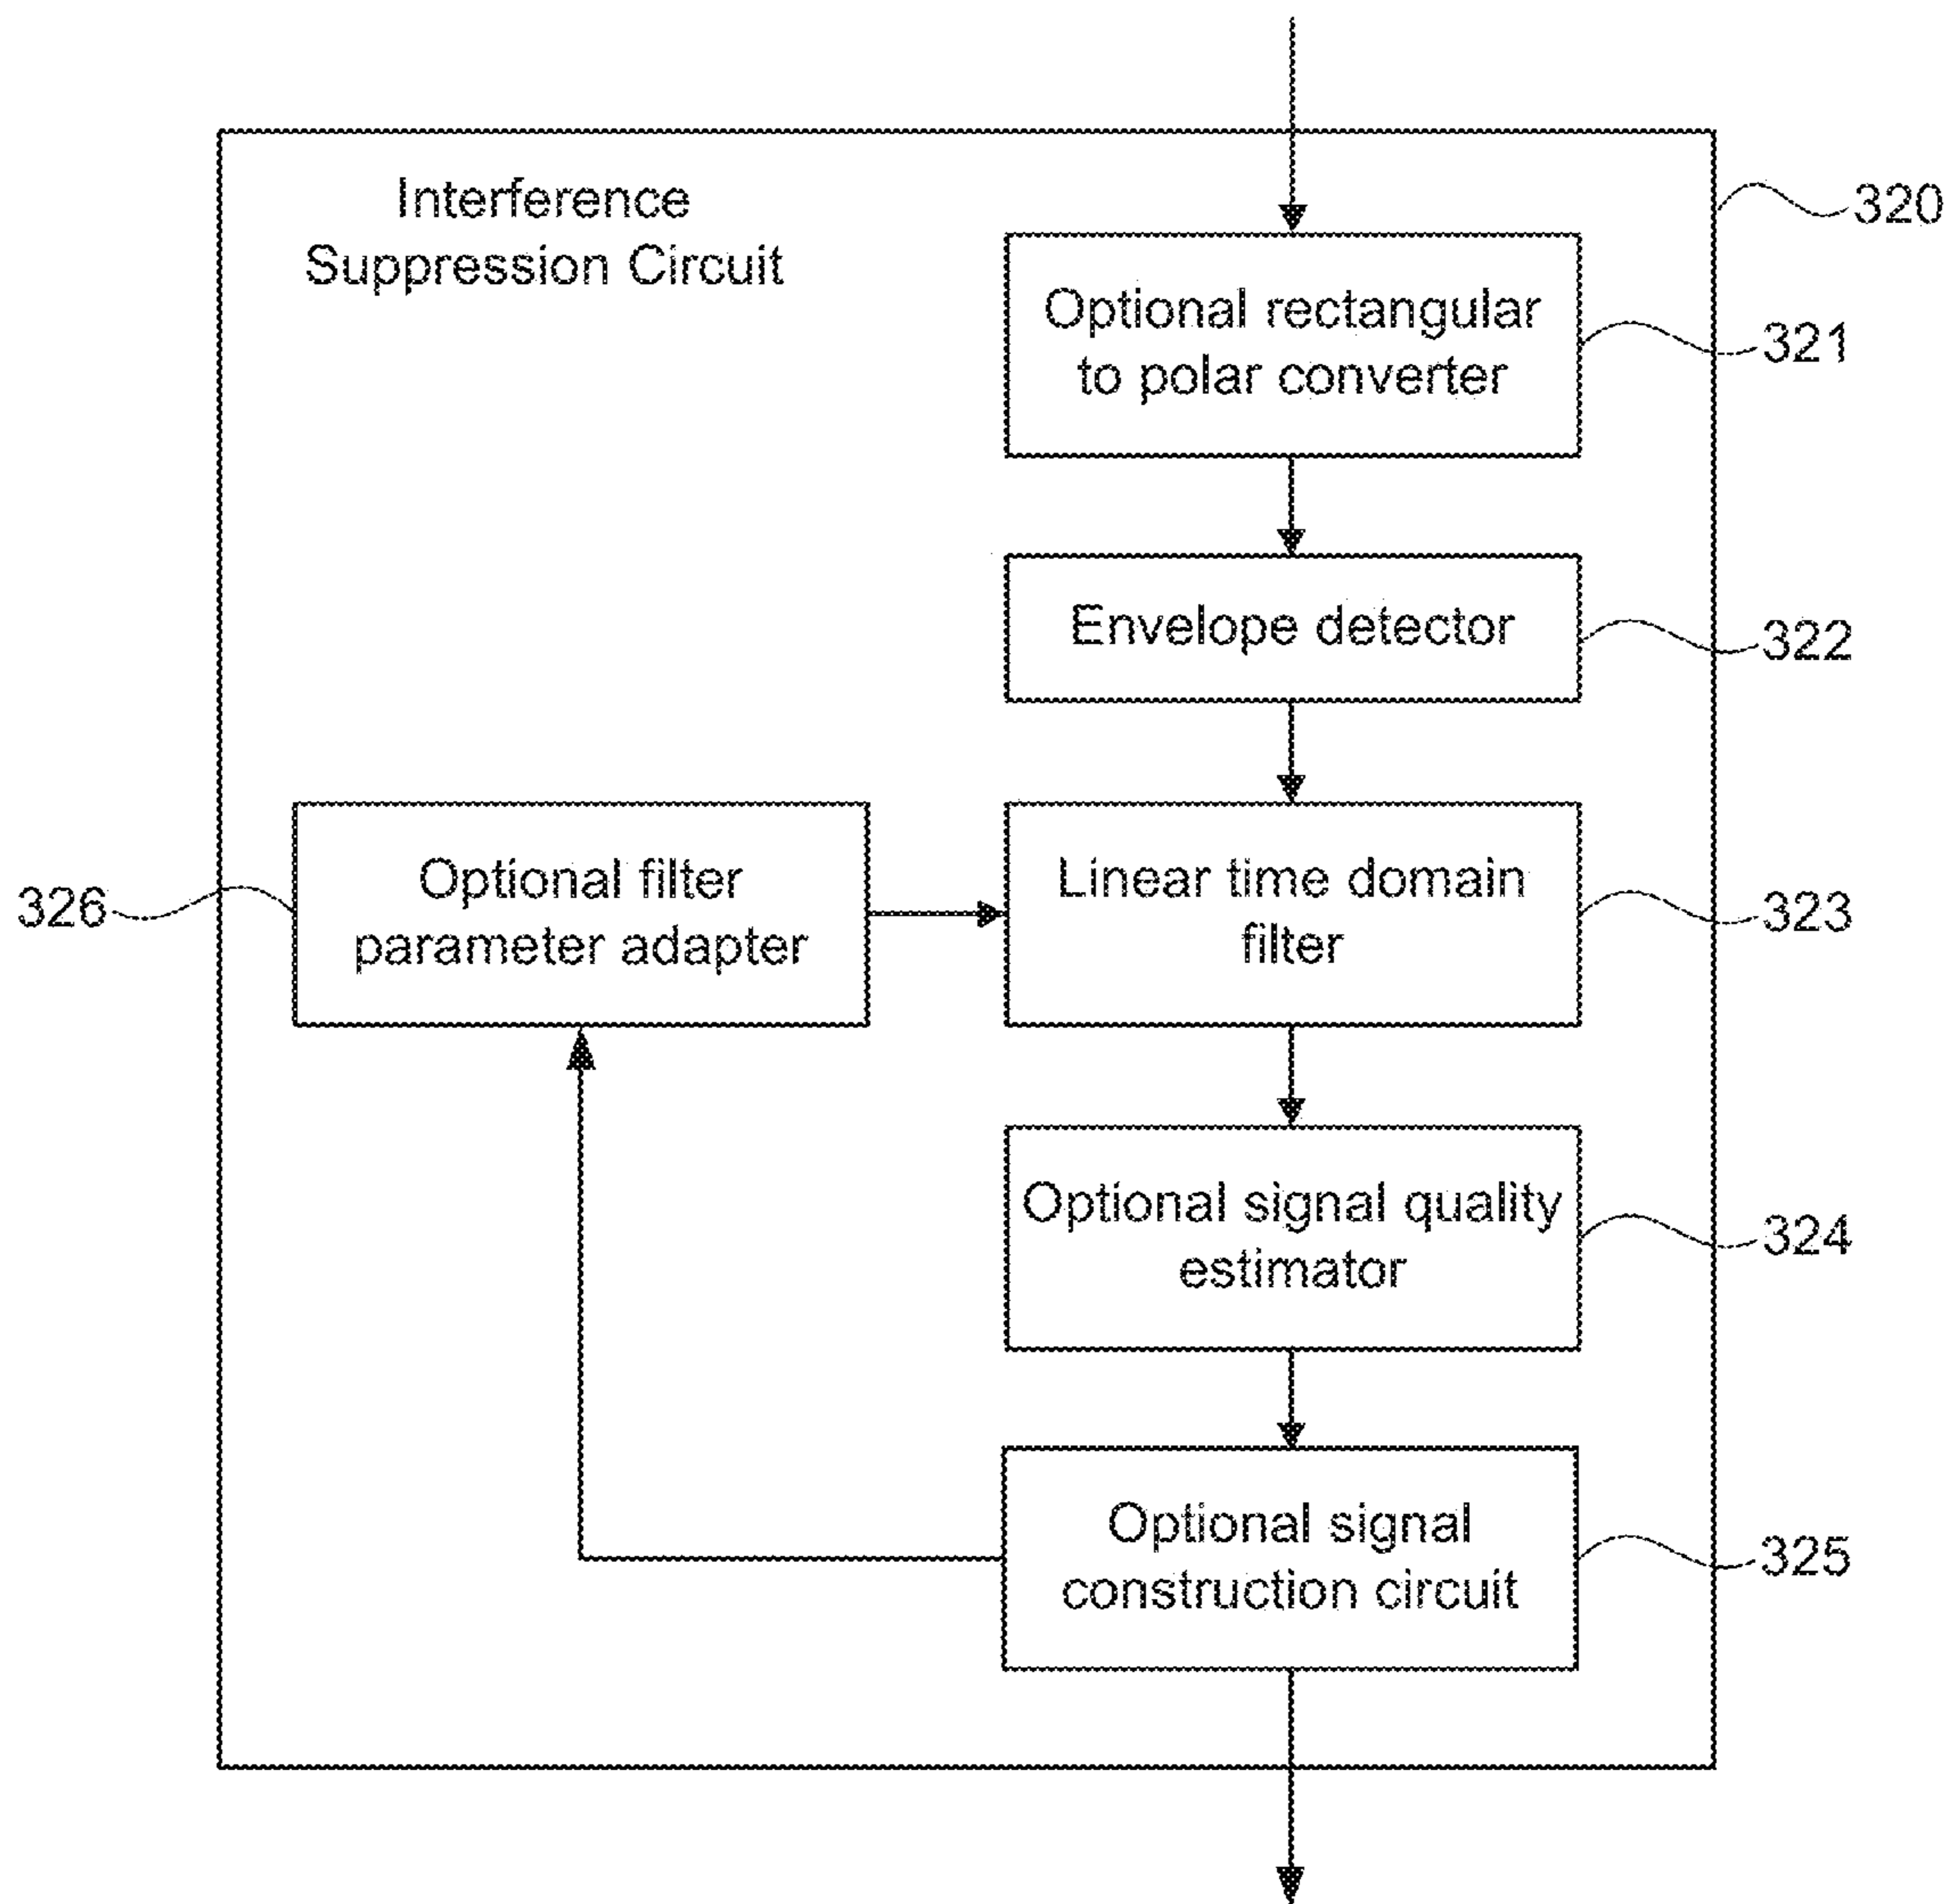 Interference
Suppression Circuit
320
Optional rectangular
to polar converter
321
Envelope detector
322
Optional filter
parameter adapter
326
Linear time domain
filter
323
Optional signal quality
estimator
324
Optional signal
construction circuit
325